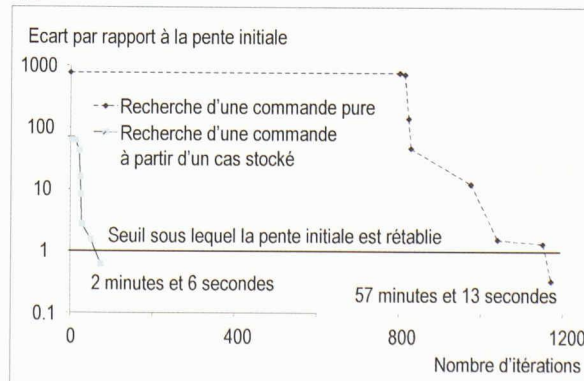 Ecart par rapport à la pente initiale
1000
100
10
1
0.1
Recherche d'une commande pure
Recherche d'une commande
à partir d'un cas stocké
Seuil sous lequel la pente initiale est rétablie
2 minutes et 6 secondes
57 minutes et 13 secondes
0
400
800
1200
Nombre d'itérations